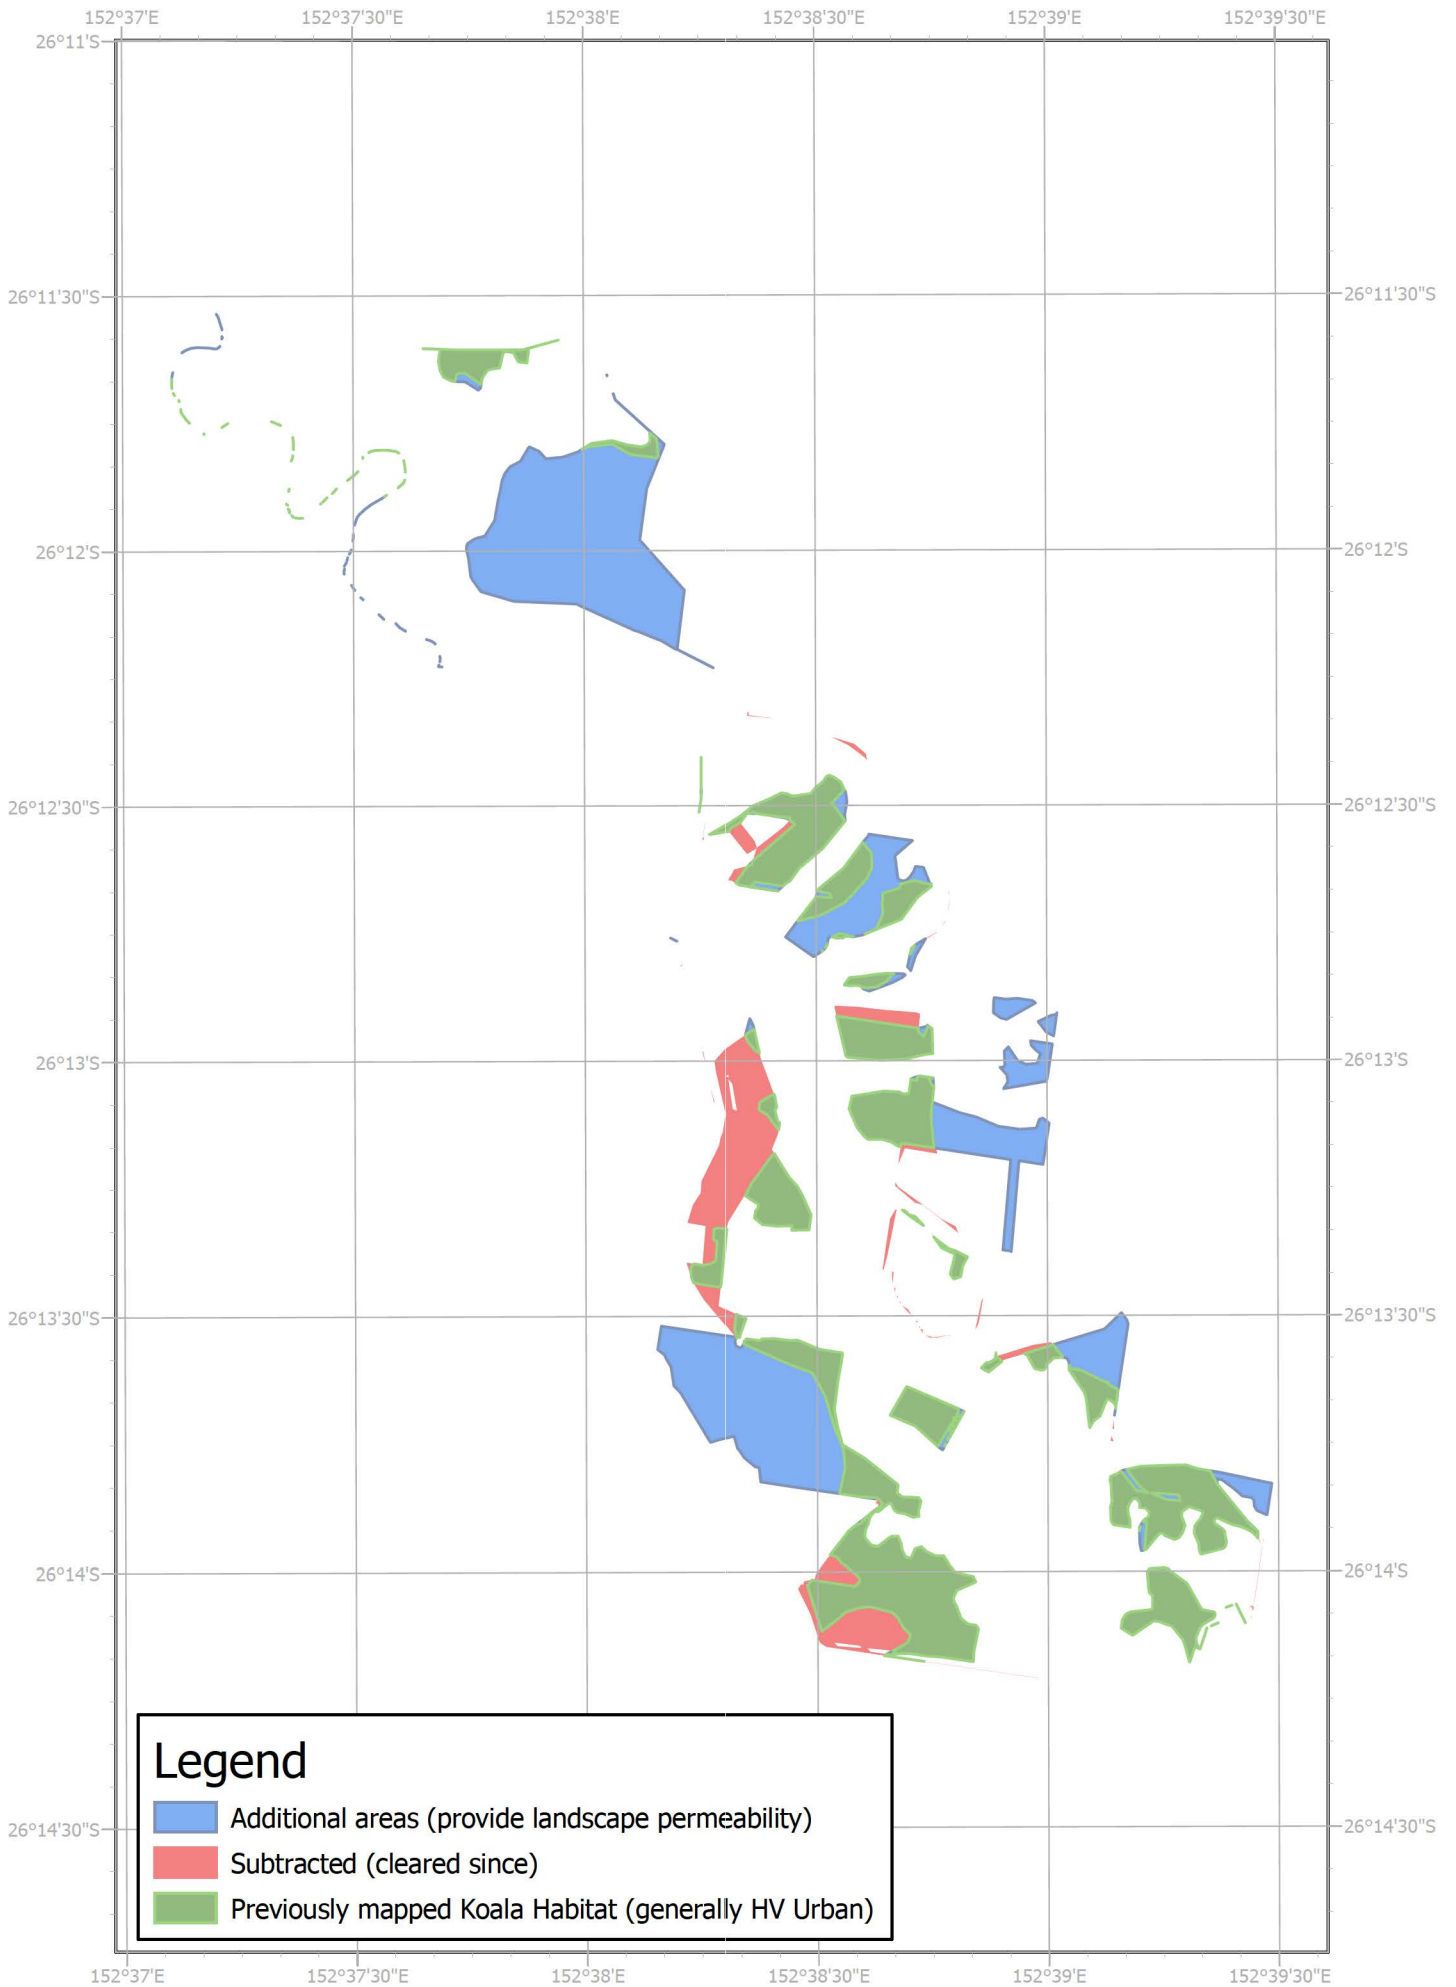 152°37'E 152°37'30"E 152°38'E 152°38'30"E 152°39'E 152°39'30"E
26°11'S
26°11'30"S 26°11'30"S
26°12'S 26°12'S
26°12'30"S 26°12'30"S
26°13'S 26°13'S
26°13'30"S 26°13'30"S
26°14'S 26°14'S
Legend
Additional areas (provide landscape permeability)
26°14'30"S 26°14'30"S
Subtracted (cleared since)
Previously mapped Koala Habitat (generally HV Urban)
152°37'E 152°37'30"E 152°38'E 152°38'30"E 152°39'E 152°39'30"E